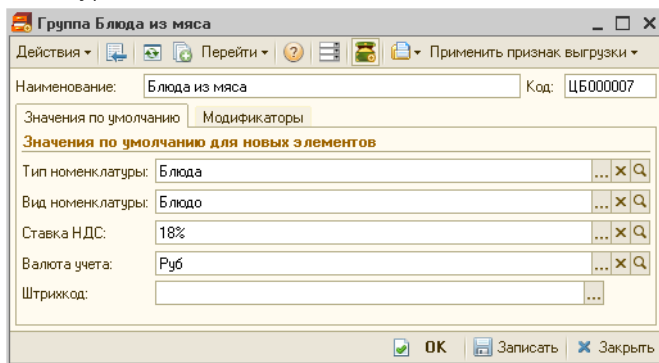 Группа Блюда из мяса
Действия Перейти Применить признак выгрузки
Наименование: Блюда из мяса Код: ЦБ000007
Значения по умолчанию Модификаторы
Значения по умолчанию для новых элементов
Тип номенклатуры: Блюда ...
Вид номенклатуры: Блюдо ...
Ставка НДС: 18% ...
Валюта учета: Руб ...
Штрихкод: ...
OK Записать Закрыть